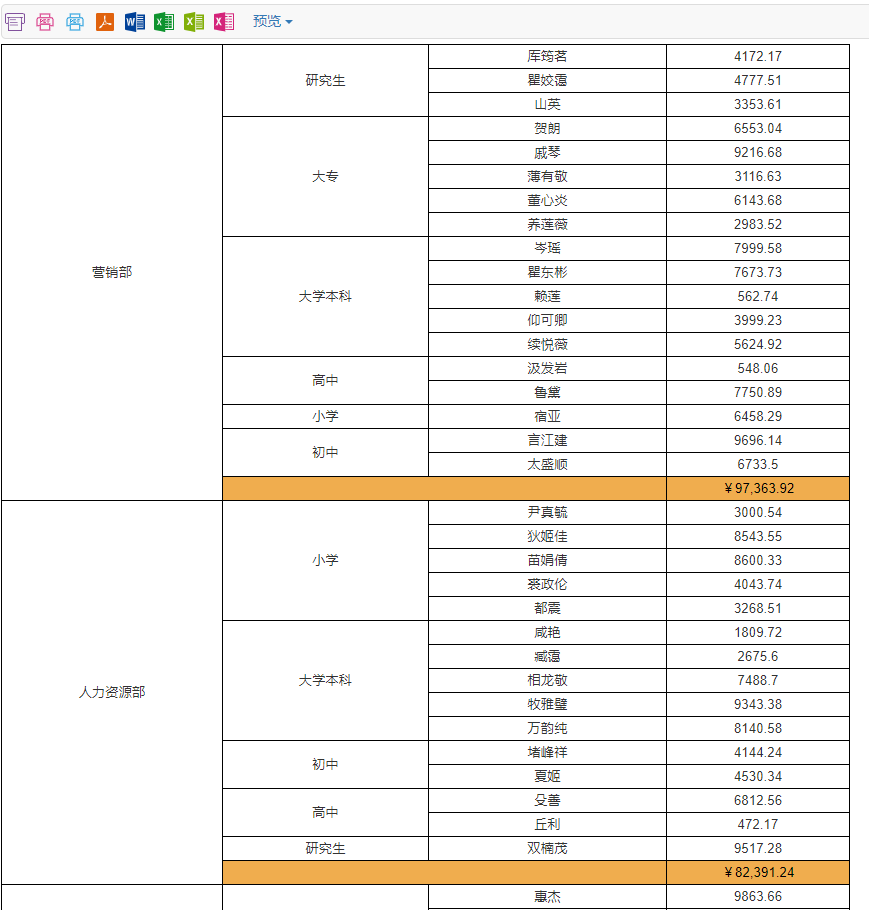 预览
研究生 厍筠茗 4172.17
瞿姣霭 4777.51
山英 3353.61
大专 贺朗 6553.04
戚琴 9216.68
薄有敬 3116.63
董心炎 6143.68
养莲薇 2983.52
营销部 大学本科 岑瑶 7999.58
瞿东彬 7673.73
赖莲 562.74
仰可卿 3999.23
续悦薇 5624.92
高中 汲发岩 548.06
鲁黛 7750.89
小学 宿亚 6458.29
初中 言江建 9696.14
太盛顺 6733.5
¥97,363.92
人力资源部 小学 尹真毓 3000.54
狄姬佳 8543.55
苗娟倩 8600.33
裘政伦 4043.74
都震 3268.51
大学本科 咸艳 1809.72
臧霭 2675.6
相龙敬 7488.7
牧雅璧 9343.38
万韵纯 8140.58
初中 堵峰祥 4144.24
夏姬 4530.34
高中 殳善 6812.56
丘利 472.17
研究生 双楠茂 9517.28
¥82,391.24
惠杰 9863.66